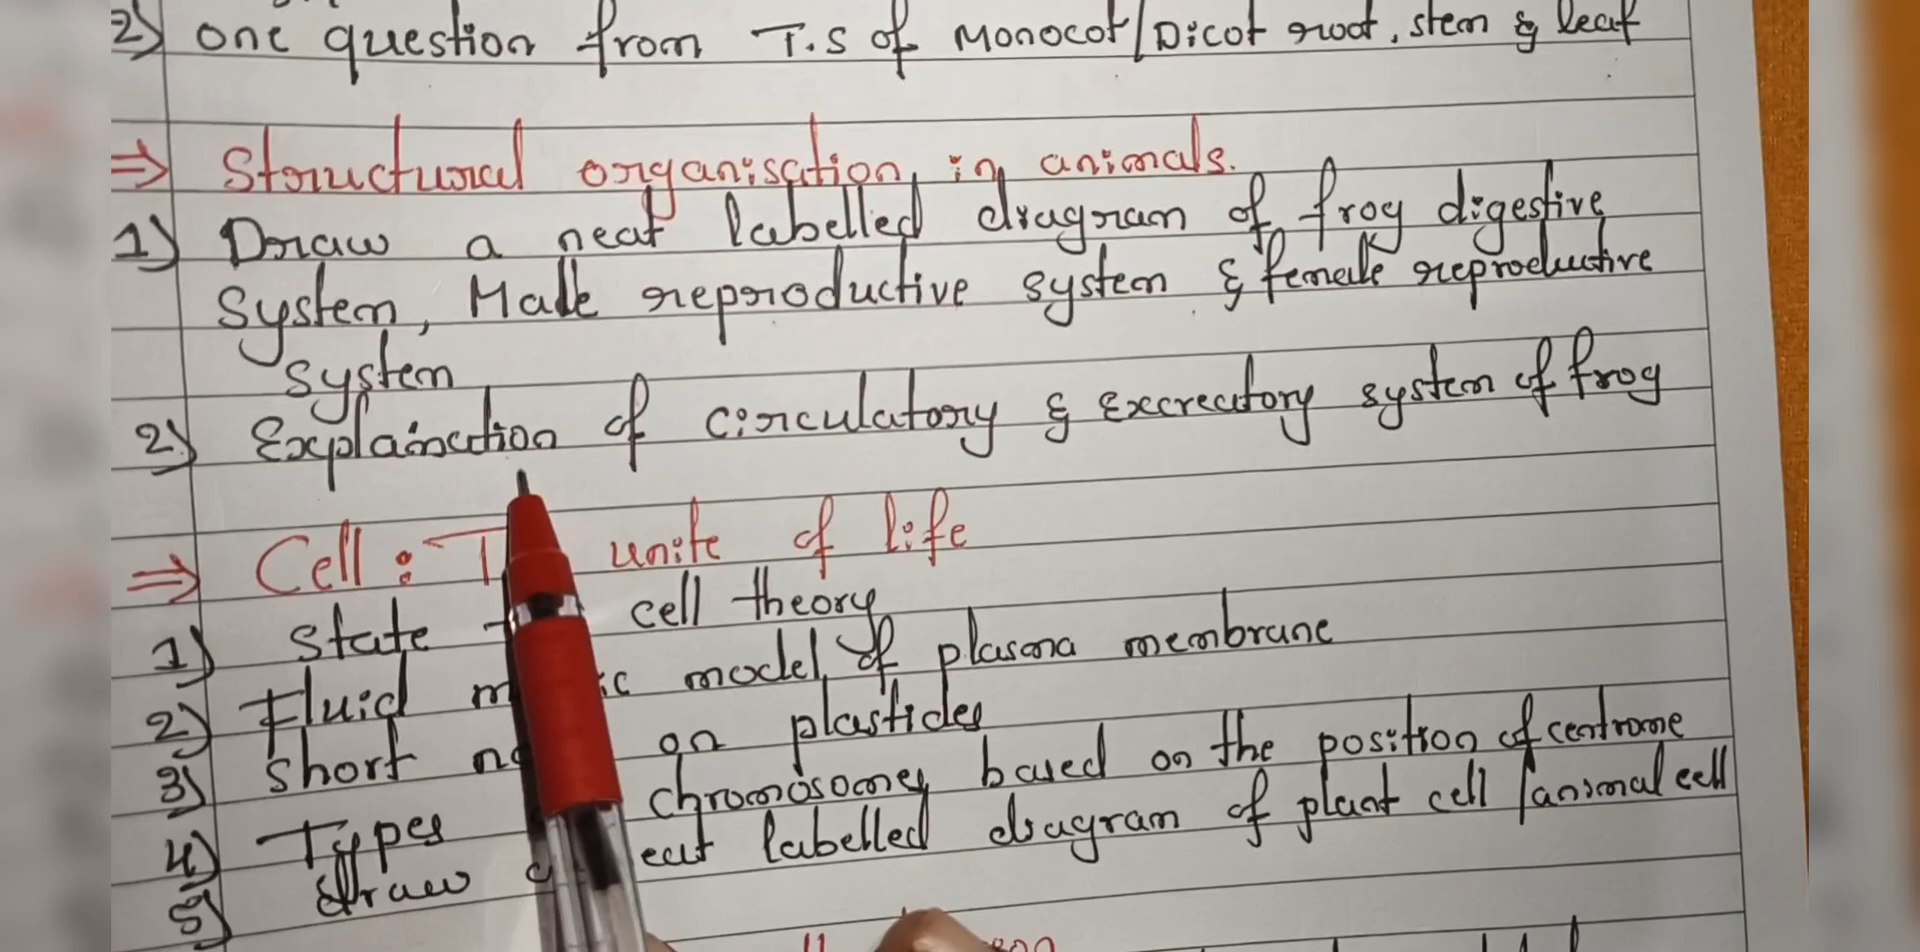 2) one question from T.S of Monocot/Dicot root, stem & leaf
⇒ Structural organisation in animals.
1) Draw a neat labelled diagram of frog digestive
System, Male reproductive system & female reproductive
System
2) Explaination of circulatory & Excreatory system of frog
⇒ Cell : T unite of life
1) State cell theory
2) Fluid model of plasma membrane
3) Short on plastides
4) Types chromosomes based on the position of centrome
5) draw labelled diagram of plant cell / animal cell